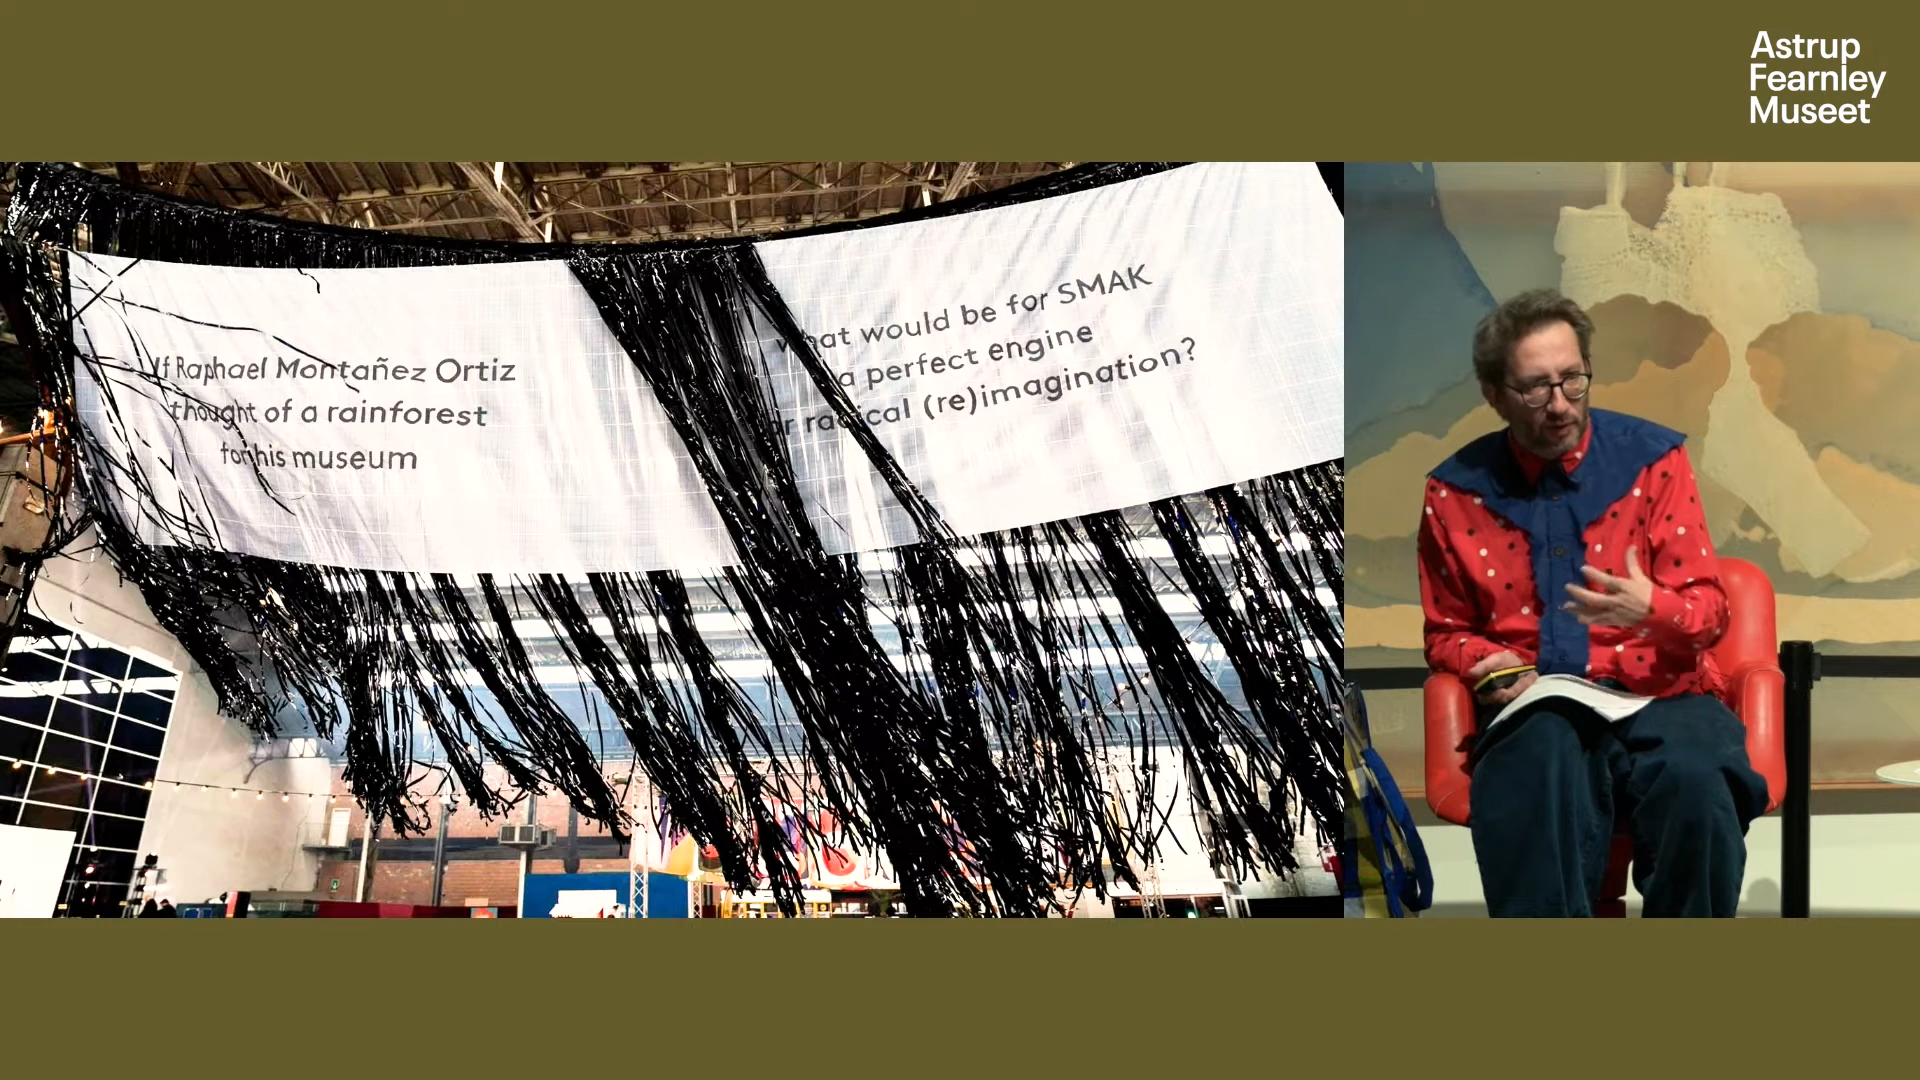 Astrup
Fearnley
Museet
If Raphael Montañez Ortiz
thought of a rainforest
for his museum
what would be for SMAK
a perfect engine
for radical (re)imagination?